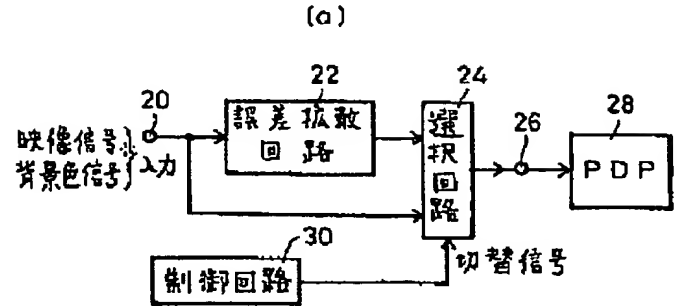 (a)
22
24
20
誤差拡散
回路
選択回路
26
28
PDP
映像信号
背景色信号
入力
30
制御回路
切替信号